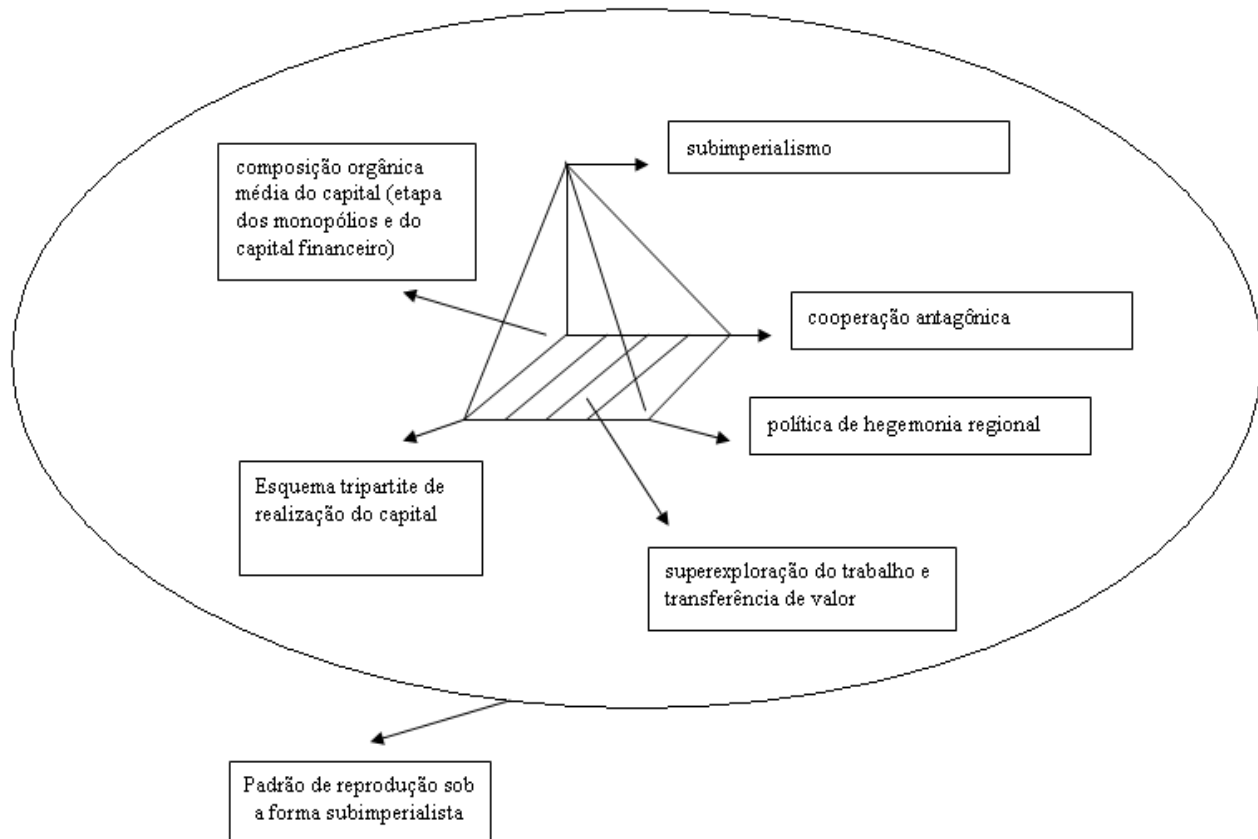 subimperialismo
composição orgânica
média do capital (etapa
dos monopólios e do
capital financeiro)
cooperação antagônica
política de hegemonia regional
Esquema tripartite de
realização do capital
superexploração do trabalho e
transferência de valor
Padrão de reprodução sob
a forma subimperialista